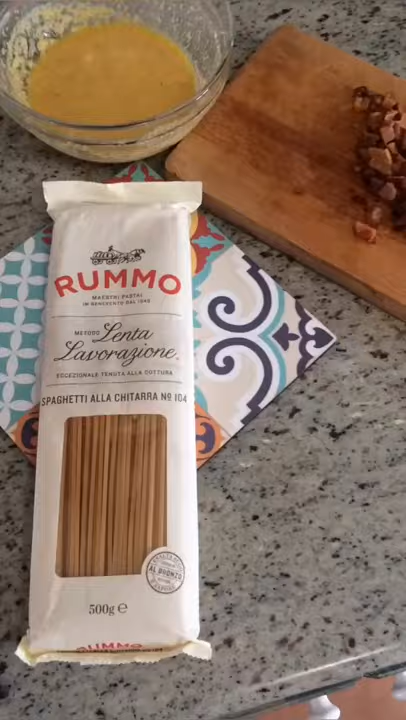 RUMMO
MAESTRI PASTAI
IN BENEVENTO DAL 1846
METODO Lenta
Lavorazione.
ECCEZIONALE TENUTA ALLA COTTURA
SPAGHETTI ALLA CHITARRA Nº 104
AL BRONZO
500g ℮
RUMMO